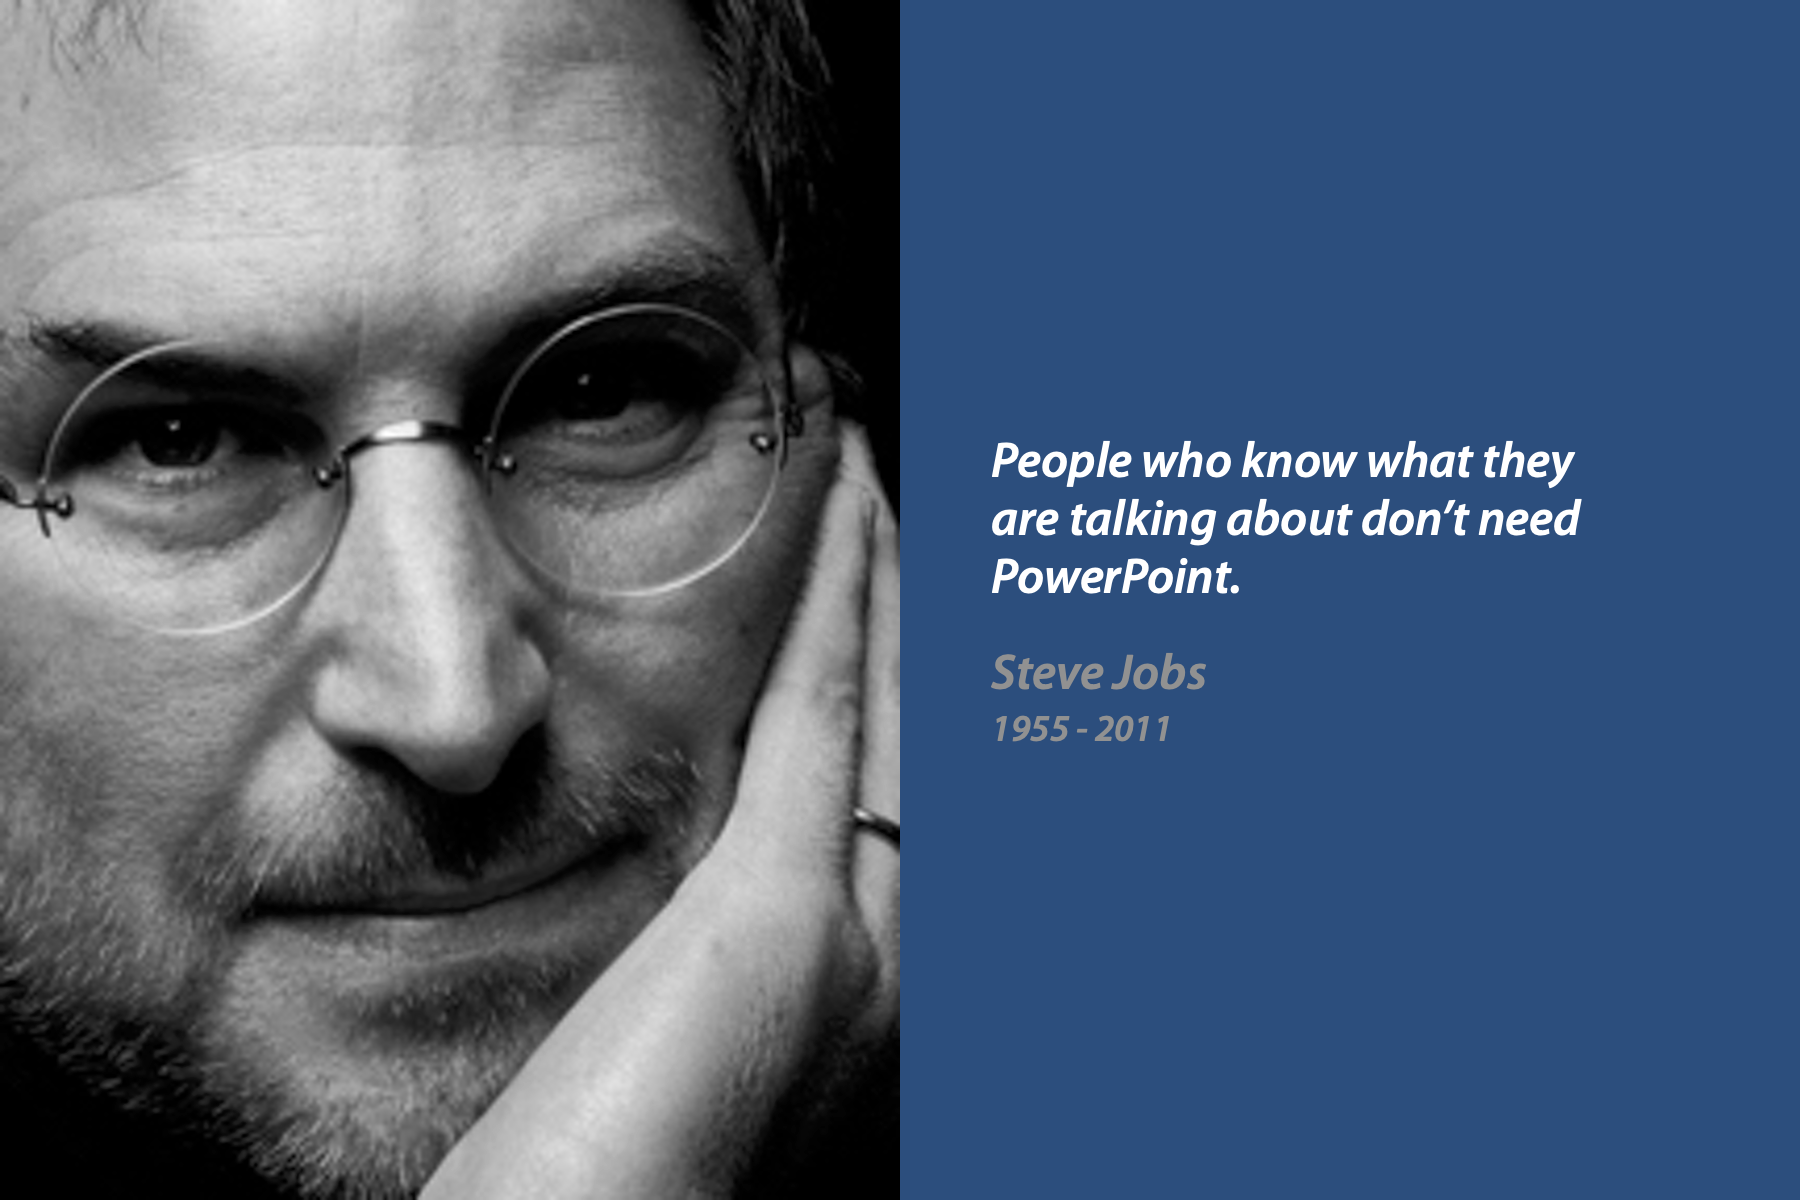 People who know what they
are talking about don’t need
PowerPoint.
Steve Jobs
1955 - 2011